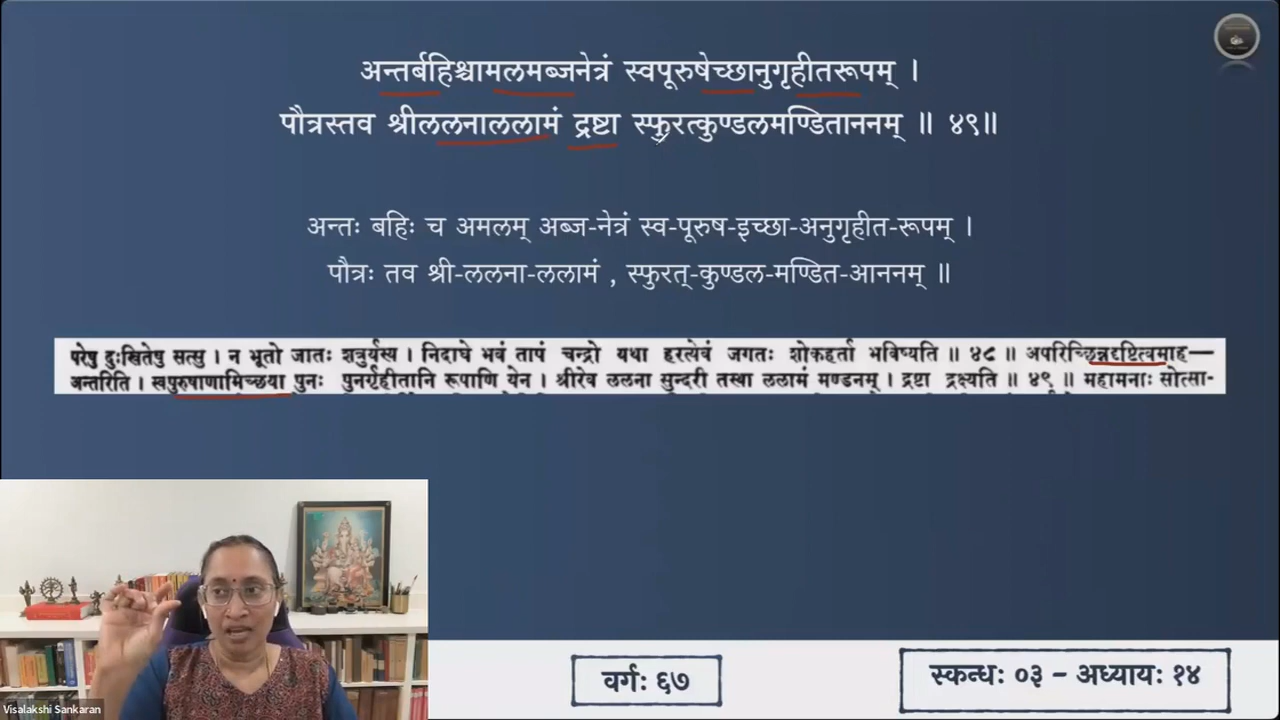 अन्तर्बहिश्चामलमब्जनेत्रं स्वपूरुषेच्छानुगृहीतरूपम् ।
पौत्रस्तव श्रीललनाललामं द्रष्टा स्फुरत्कुण्डलमण्डिताननम् ॥ ४९॥
अन्तः बहिः च अमलम् अब्ज-नेत्रं स्व-पूरुष-इच्छा-अनुगृहीत-रूपम् ।
पौत्रः तव श्री-ललना-ललामं , स्फुरत्-कुण्डल-मण्डित-आननम् ॥
परेषु दुःखितेषु सत्सु । न भूतो जातः शत्रुर्यस्य । निदाघे भवं तापं चन्द्रो यथा हरत्येवं जगतः शोकहर्ता भविष्यति ॥ ४८ ॥ अपरिच्छिन्नदृष्टित्वमाह—
अन्तरिति । स्वपुरुषाणामिच्छया पुनः पुनर्गृहीतानि रूपाणि येन । श्रीरेव ललना सुन्दरी तस्या ललामं मण्डनम् । द्रष्टा द्रक्ष्यति ॥ ४९ ॥ महामनाः सोत्सा-
Visalakshi Sankaran
वर्गः ६७
स्कन्धः ०३ – अध्यायः १४